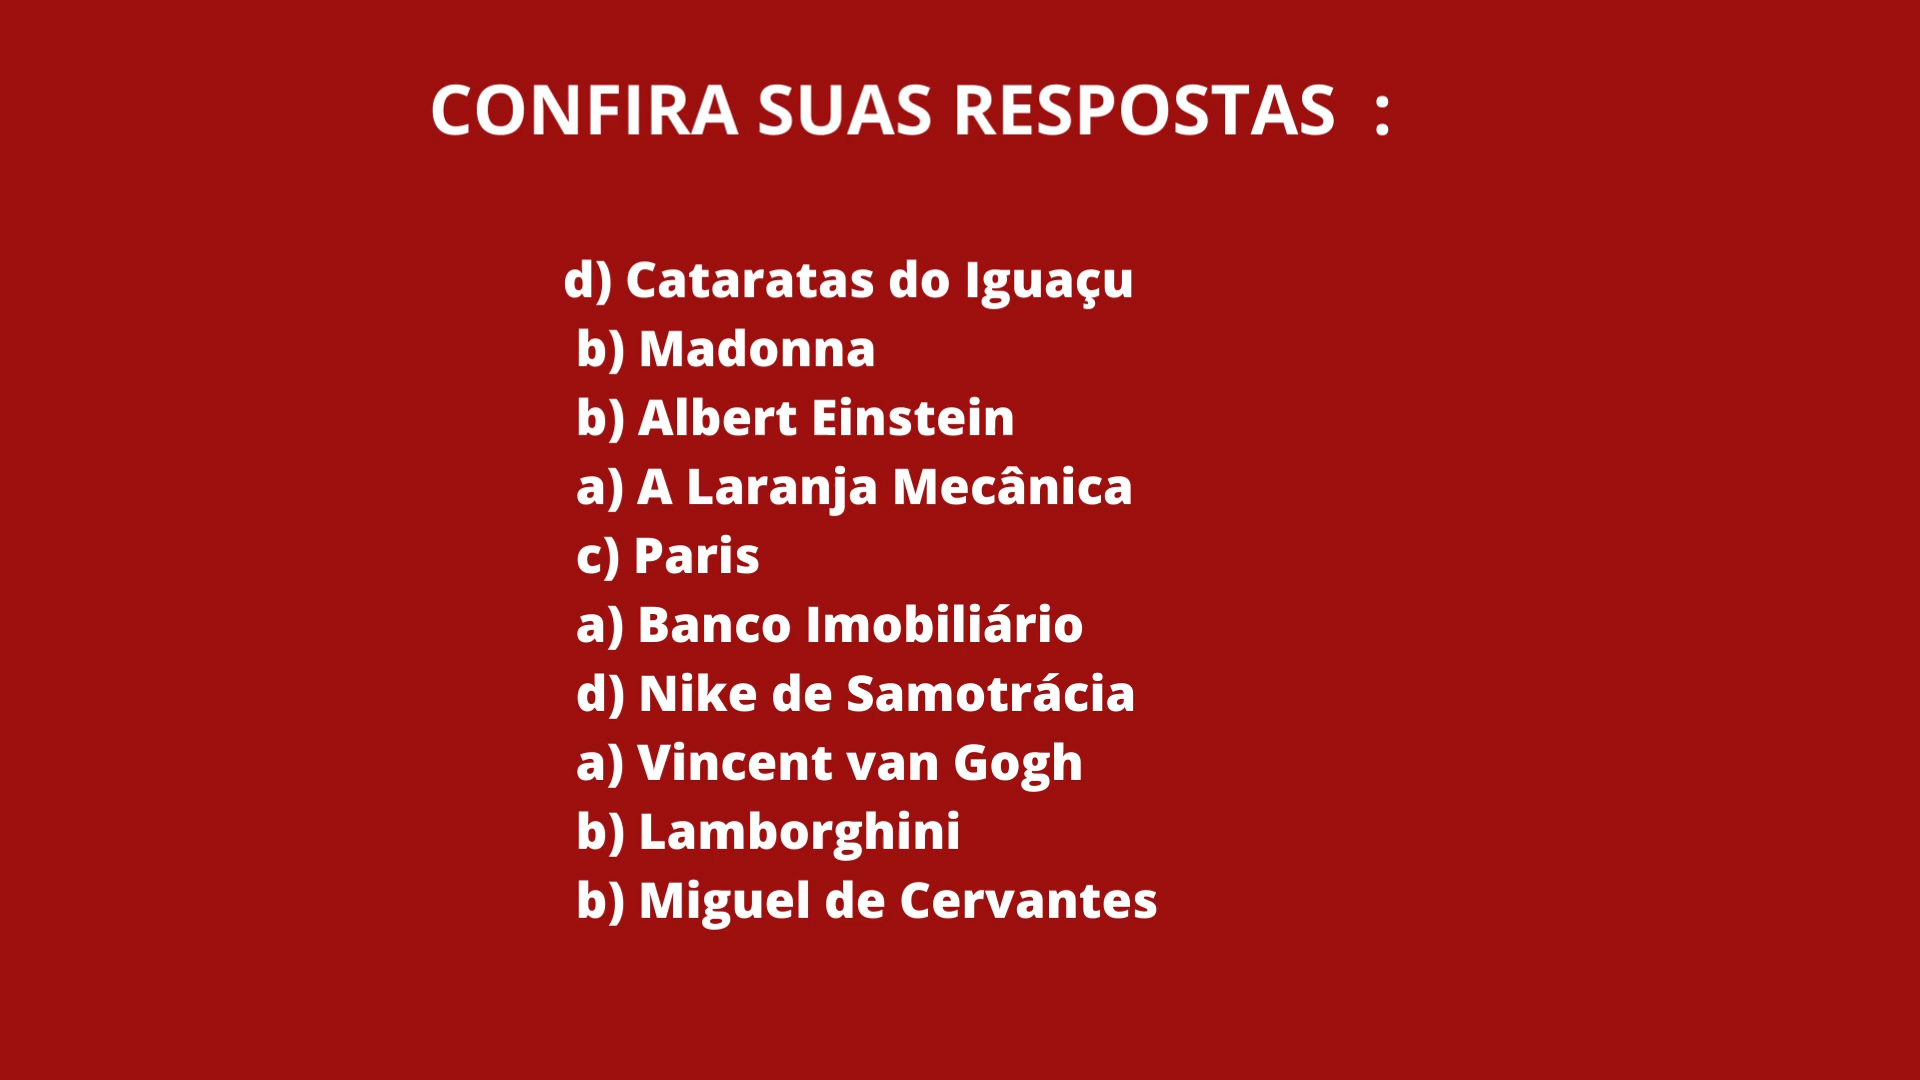 CONFIRA SUAS RESPOSTAS :
d) Cataratas do Iguaçu
b) Madonna
b) Albert Einstein
a) A Laranja Mecânica
c) Paris
a) Banco Imobiliário
d) Nike de Samotrácia
a) Vincent van Gogh
b) Lamborghini
b) Miguel de Cervantes